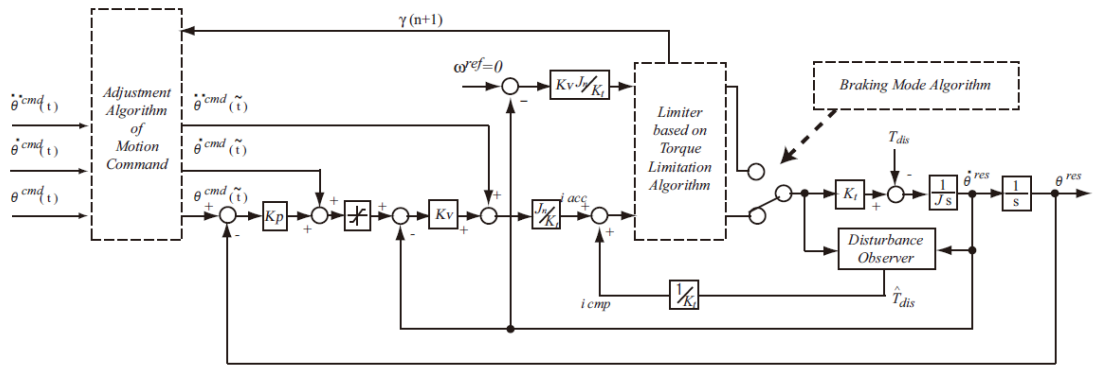 γ (n+1)
ω^ref=0
Kv Jn/Kt
Braking Mode Algorithm
Adjustment
Algorithm
of
Motion
Command
Limiter
based on
Torque
Limitation
Algorithm
θ̈^cmd(t)
θ̈^cmd(t̃)
θ̇^cmd(t)
θ̇^cmd(t̃)
θ^cmd(t)
θ^cmd(t̃)
+
-
Kp
+
+
+
-
Kv
+
+
Jn/Kt
i acc
+
+
-
T_dis
-
+
Kt
1/J s
θ̇^res
1/s
θ^res
Disturbance
Observer
T̂_dis
1/Kt
i cmp